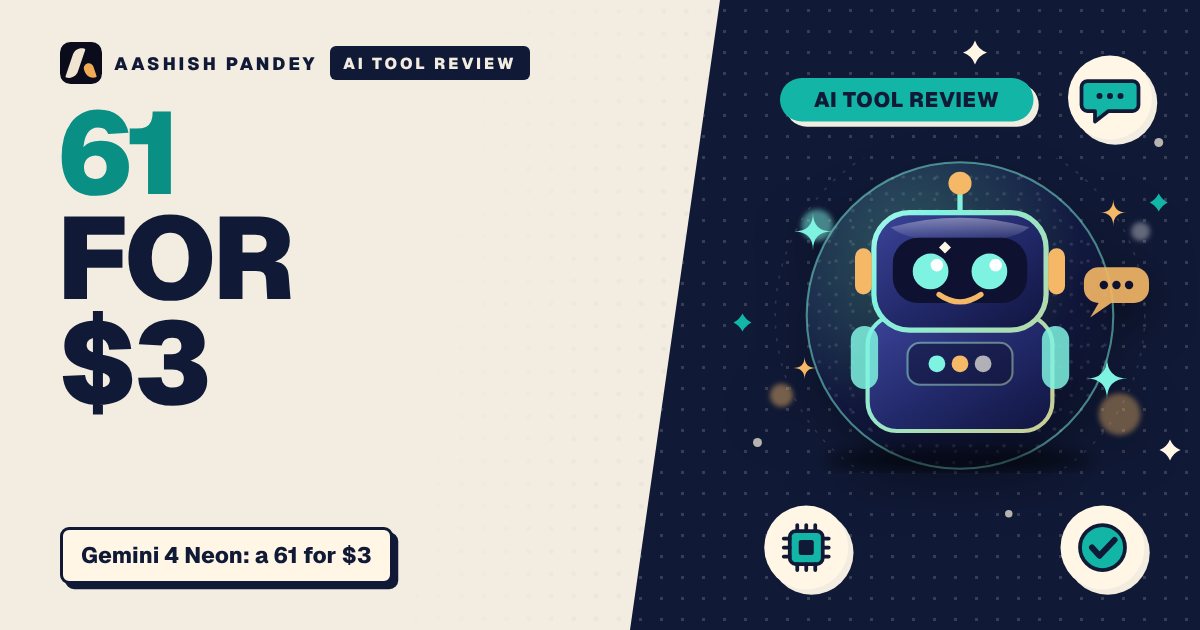 AASHISH PANDEY
AI TOOL REVIEW
61
FOR
$3
Gemini 4 Neon: a 61 for $3
AI TOOL REVIEW